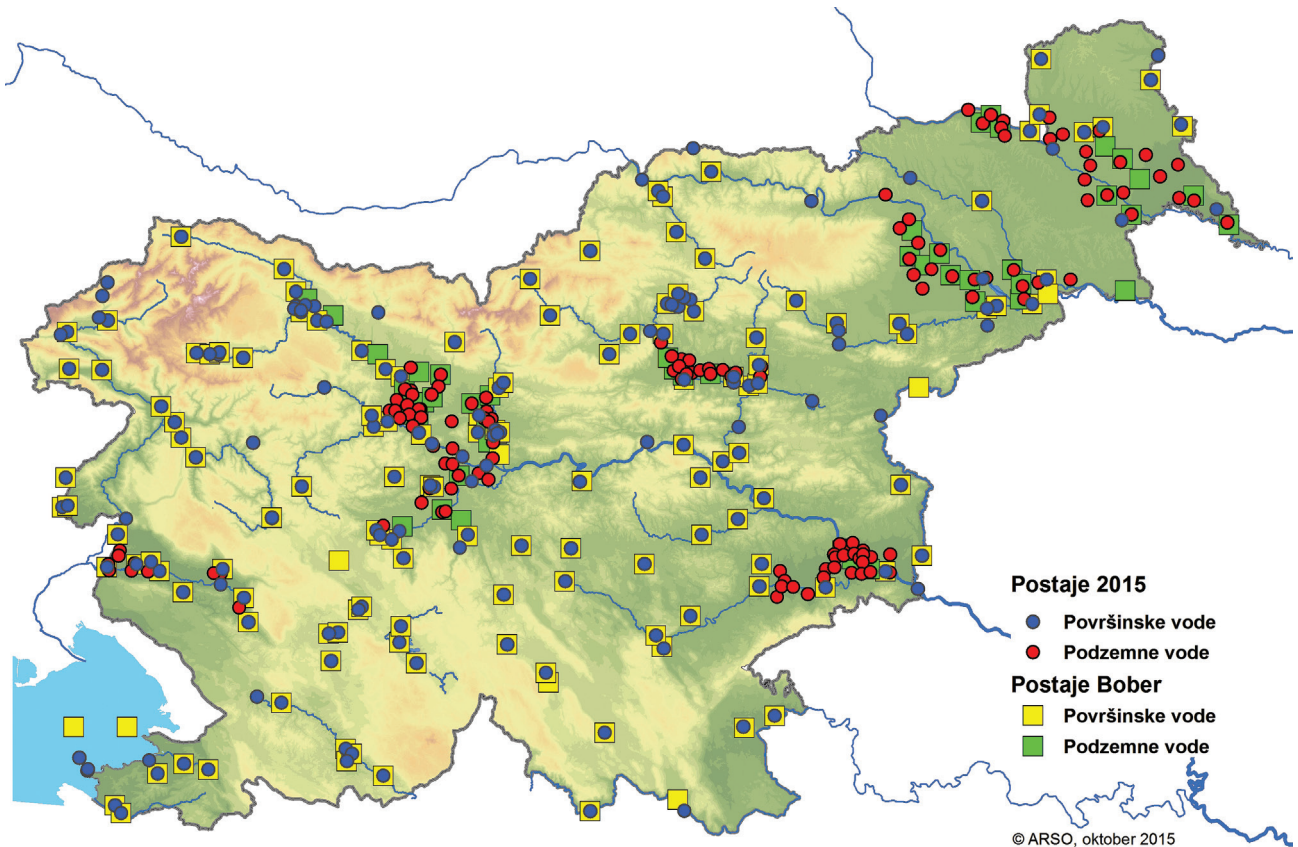 Postaje 2015
Površinske vode
Podzemne vode
Postaje Bober
Površinske vode
Podzemne vode
© ARSO, oktober 2015